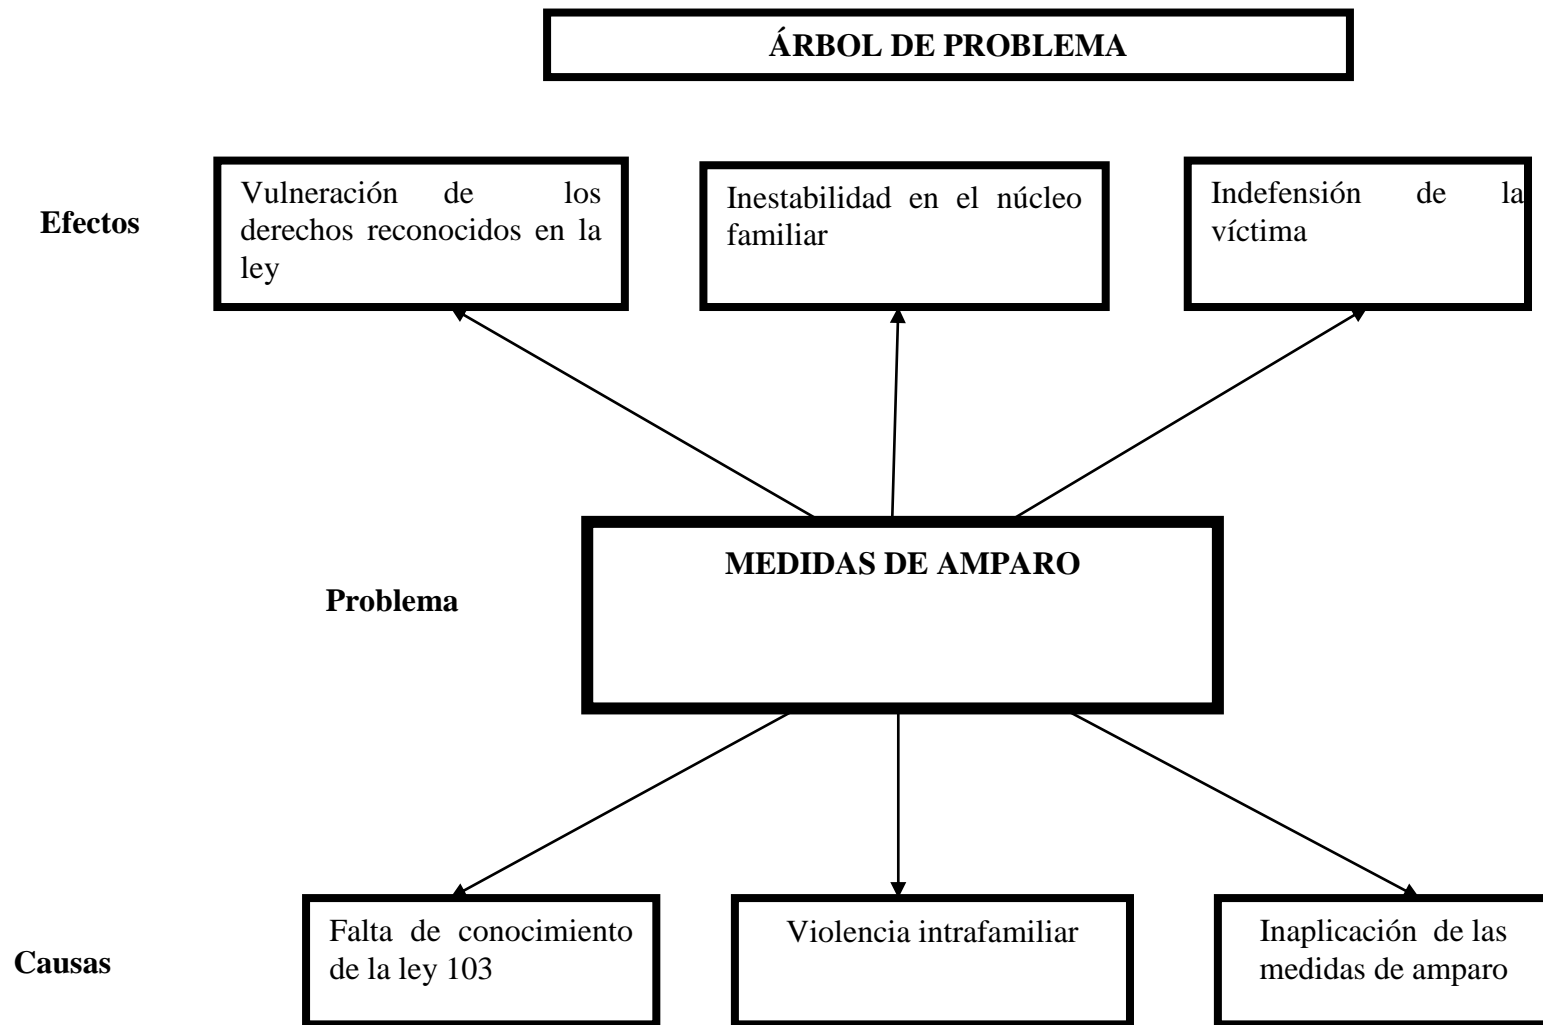 ÁRBOL DE PROBLEMA
Efectos
Vulneración de los
derechos reconocidos en la
ley
Inestabilidad en el núcleo
familiar
Indefensión de la
víctima
Problema
MEDIDAS DE AMPARO
Causas
Falta de conocimiento
de la ley 103
Violencia intrafamiliar
Inaplicación de las
medidas de amparo